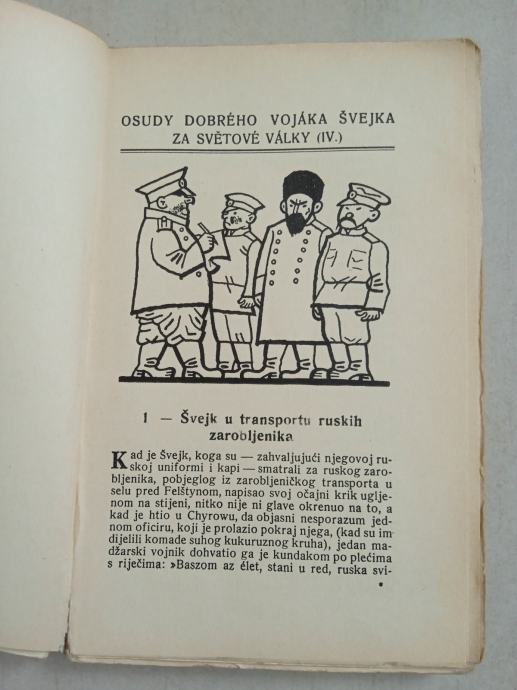 OSUDY DOBRÉHO VOJÁKA ŠVEJKA
ZA SVĚTOVÉ VÁLKY (IV.)
1 — Švejk u transportu ruskih
zarobljenika
Kad je Švejk, koga su — zahvaljujući njegovoj ru-
skoj uniformi i kapi — smatrali za ruskog zaro-
bljenika, pobjeglog iz zarobljeničkog transporta u
selu pred Felštynom, napisao svoj očajni krik uglje-
nom na stijeni, nitko nije ni glave okrenuo na to, a
kad je htio u Chyrowu, da objasni nesporazum jed-
nom oficiru, koji je prolazio pokraj njega, (kad su im
dijelili komade suhog kukuruznog kruha), jedan ma-
džarski vojnik dohvatio ga je kundakom po plećima
s riječima: »Baszom az élet, stani u red, ruska svi-